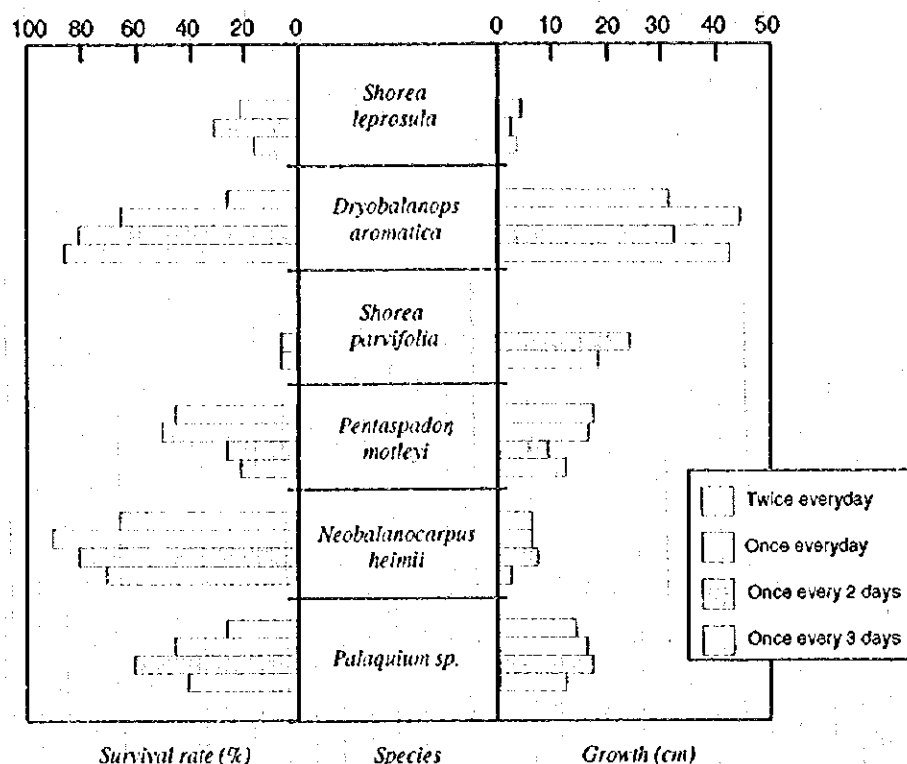 100 80 60 40 20 0
0 10 20 30 40 50
Shorea
leprosula
Dryobalanops
aromatica
Shorea
parvifolia
Pentaspadon
motleyi
Neobalanocarpus
heimii
Palaquium sp.
Twice everyday
Once everyday
Once every 2 days
Once every 3 days
Survival rate (%) Species Growth (cm)